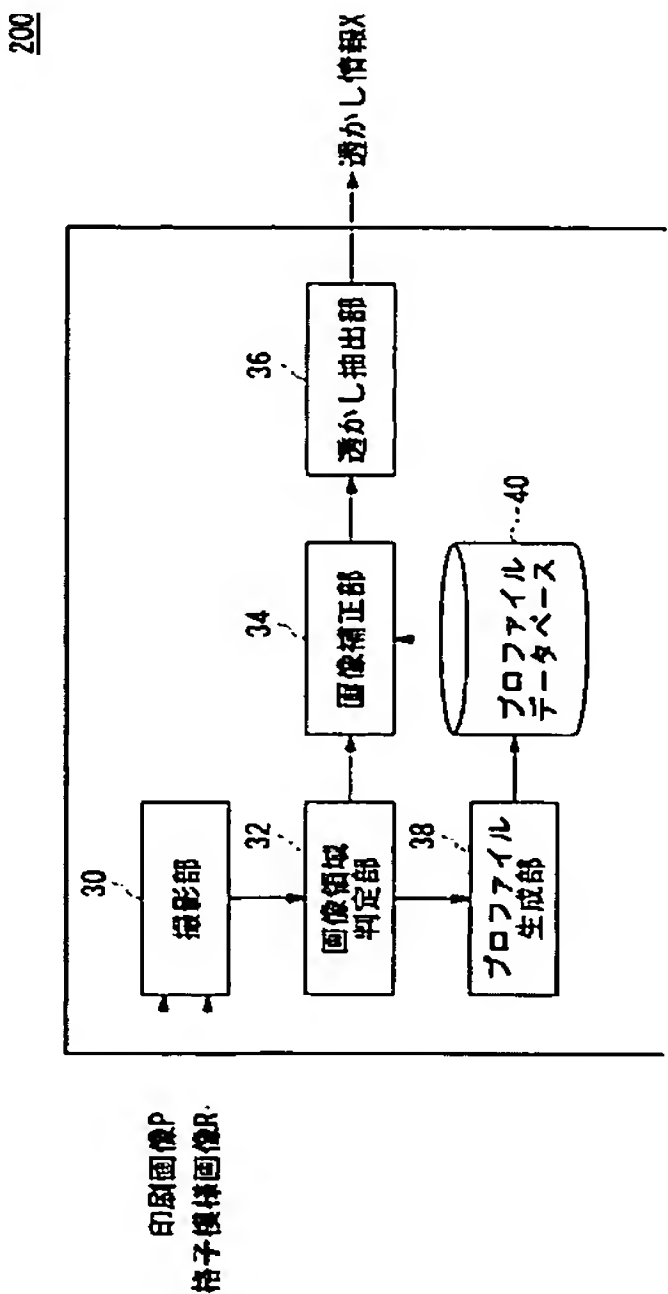 200
印刷画像P
格子模様画像R
30
撮影部
32
画像領域
判定部
34
画像補正部
36
透かし抽出部
透かし情報X
38
プロファイル
生成部
40
プロファイル
データベース